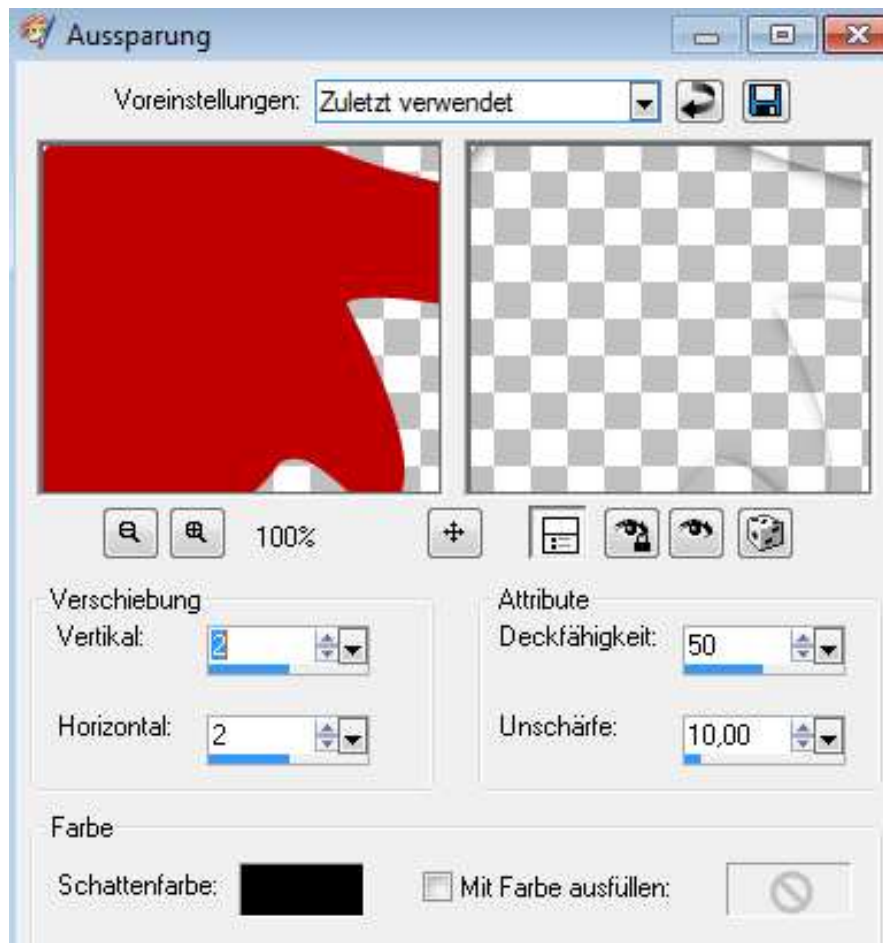 Aussparung
Voreinstellungen: Zuletzt verwendet
100%
Verschiebung
Vertikal: 2
Horizontal: 2
Attribute
Deckfähigkeit: 50
Unschärfe: 10,00
Farbe
Schattenfarbe: Mit Farbe ausfüllen: